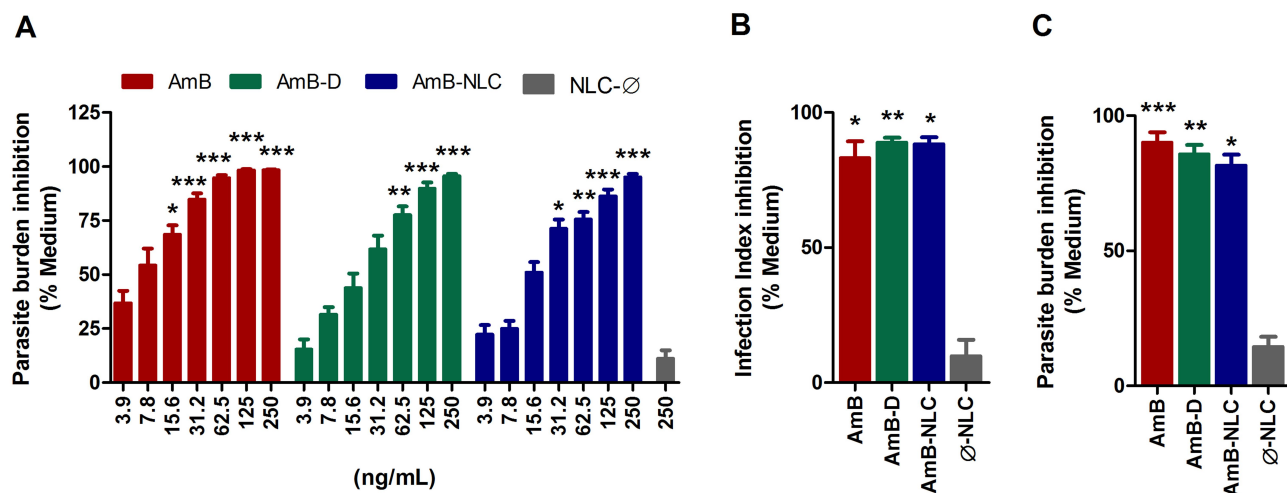 A
B
C
AmB
AmB-D
AmB-NLC
NLC-∅
Parasite burden inhibition
(% Medium)
125
100
75
50
25
0
*
***
***
***
***
**
***
***
*
**
***
***
3.9
7.8
15.6
31.2
62.5
125
250
3.9
7.8
15.6
31.2
62.5
125
250
3.9
7.8
15.6
31.2
62.5
125
250
250
(ng/mL)
Infection Index inhibition
(% Medium)
100
50
0
*
**
*
AmB
AmB-D
AmB-NLC
∅-NLC
Parasite burden inhibition
(% Medium)
100
50
0
***
**
*
AmB
AmB-D
AmB-NLC
∅-NLC